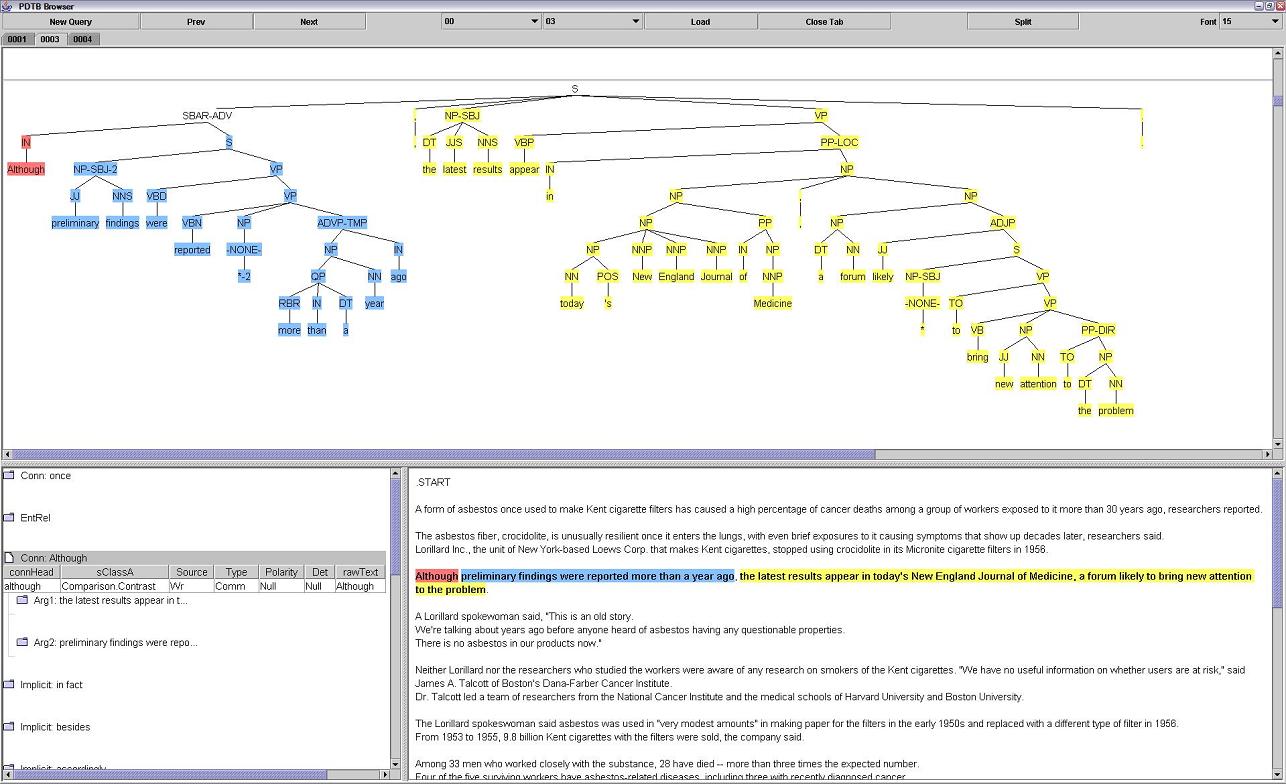 PDTB Browser
New Query Prev Next 00 03 Load Close Tab Split Font 15
0001 0003 0004
S
SBAR-ADV , NP-SBJ VP .
IN S , DT JJS NNS VBP PP-LOC .
Although NP-SBJ-2 VP the latest results appear IN NP
JJ NNS VBD VP in NP , NP
preliminary findings were VBN NP ADVP-TMP NP PP , NP ADJP
reported -NONE- NP IN NP NNP NNP NNP IN NP DT NN JJ S
*-2 QP NN ago NN POS New England Journal of NNP a forum likely NP-SBJ VP
RBR IN DT year today 's Medicine -NONE- TO VP
more than a * to VB NP PP-DIR
bring JJ NN TO NP
new attention to DT NN
the problem
Conn: once
EntRel
Conn: Although
connHead sClassA Source Type Polarity Det rawText
although Comparison.Contrast Wr Comm Null Null Although
Arg1: the latest results appear in t...
Arg2: preliminary findings were repo...
Implicit: in fact
Implicit: besides
Implicit: accordingly
.START
A form of asbestos once used to make Kent cigarette filters has caused a high percentage of cancer deaths among a group of workers exposed to it more than 30 years ago, researchers reported.
The asbestos fiber, crocidolite, is unusually resilient once it enters the lungs, with even brief exposures to it causing symptoms that show up decades later, researchers said.
Lorillard Inc., the unit of New York-based Loews Corp. that makes Kent cigarettes, stopped using crocidolite in its Micronite cigarette filters in 1956.
Although preliminary findings were reported more than a year ago, the latest results appear in today's New England Journal of Medicine, a forum likely to bring new attention
to the problem.
A Lorillard spokewoman said, "This is an old story.
We're talking about years ago before anyone heard of asbestos having any questionable properties.
There is no asbestos in our products now."
Neither Lorillard nor the researchers who studied the workers were aware of any research on smokers of the Kent cigarettes. "We have no useful information on whether users are at risk," said
James A. Talcott of Boston's Dana-Farber Cancer Institute.
Dr. Talcott led a team of researchers from the National Cancer Institute and the medical schools of Harvard University and Boston University.
The Lorillard spokeswoman said asbestos was used in "very modest amounts" in making paper for the filters in the early 1950s and replaced with a different type of filter in 1956.
From 1953 to 1955, 9.8 billion Kent cigarettes with the filters were sold, the company said.
Among 33 men who worked closely with the substance, 28 have died -- more than three times the expected number.
Four of the five surviving workers have asbestos-related diseases, including three with recently diagnosed cancer.